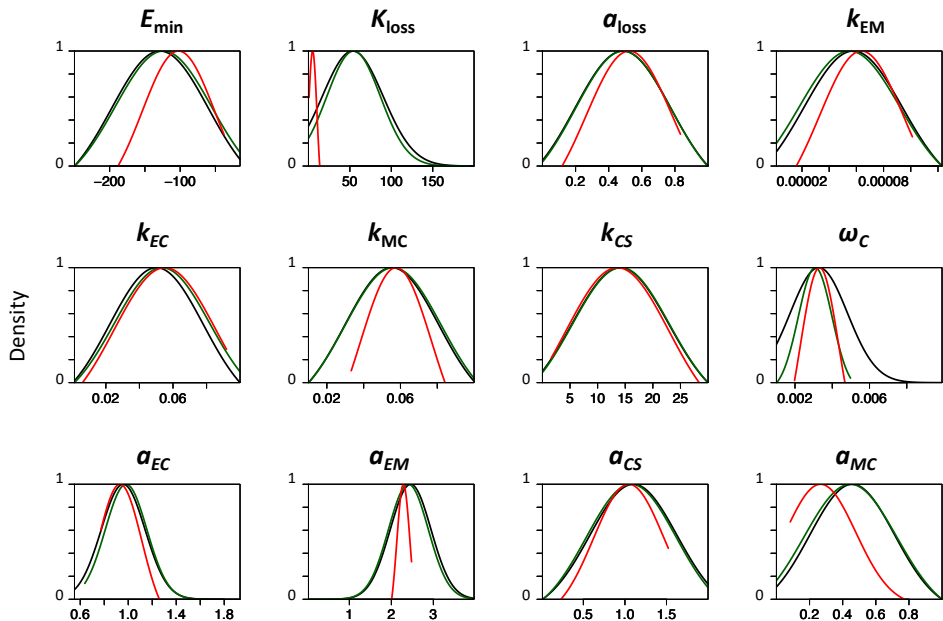 E_min K_loss a_loss k_EM
1 1 1 1
0 0 0 0
−200 −100 50 100 150 0.2 0.4 0.6 0.8 0.00002 0.00008
k_EC k_MC k_CS ω_C
Density
1 1 1 1
0 0 0 0
0.02 0.06 0.02 0.06 5 10 15 20 25 0.002 0.006
a_EC a_EM a_CS a_MC
1 1 1 1
0 0 0 0
0.6 1.0 1.4 1.8 1 2 3 0.5 1.0 1.5 0.2 0.4 0.6 0.8